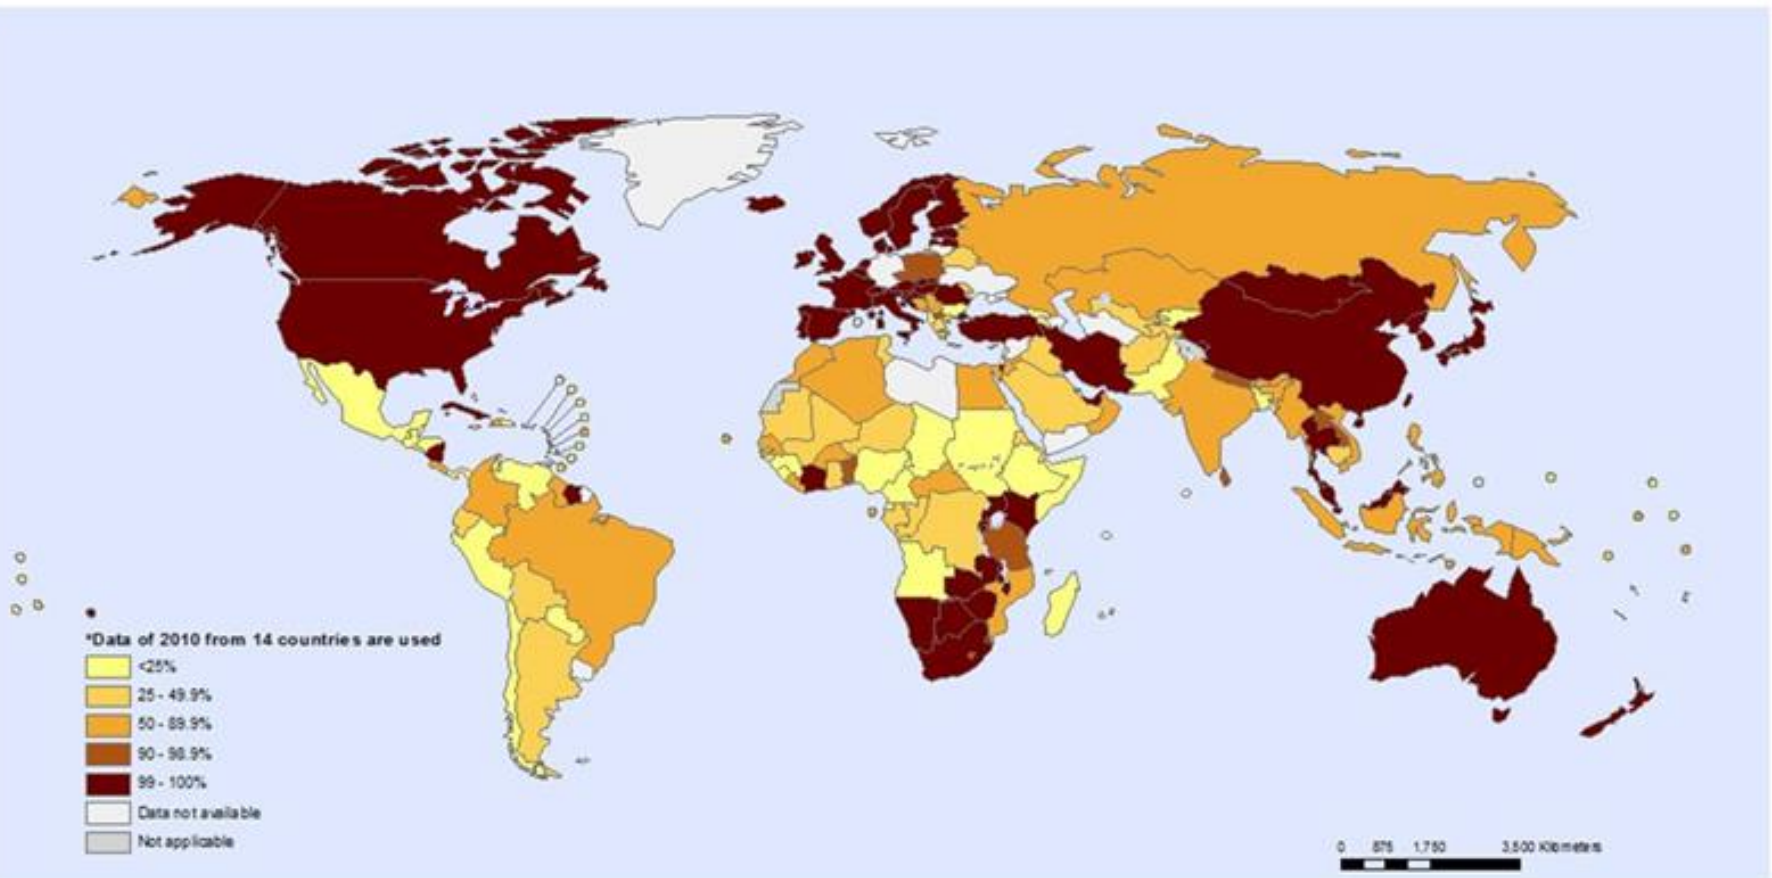 *Data of 2010 from 14 countries are used
<25%
25 - 49.9%
50 - 89.9%
90 - 98.9%
99 - 100%
Data not available
Not applicable
0 875 1,750 3,500 Kilometers